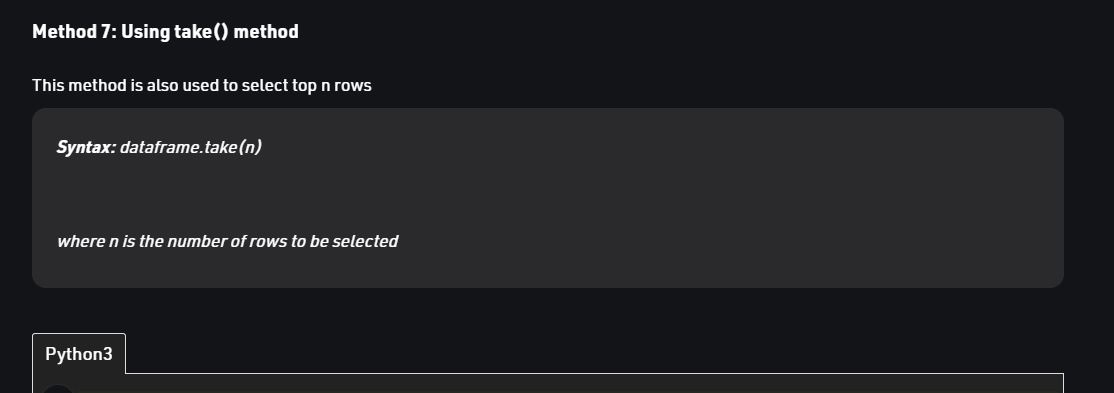 Method 7: Using take() method
This method is also used to select top n rows
Syntax: dataframe.take(n)
where n is the number of rows to be selected
Python3